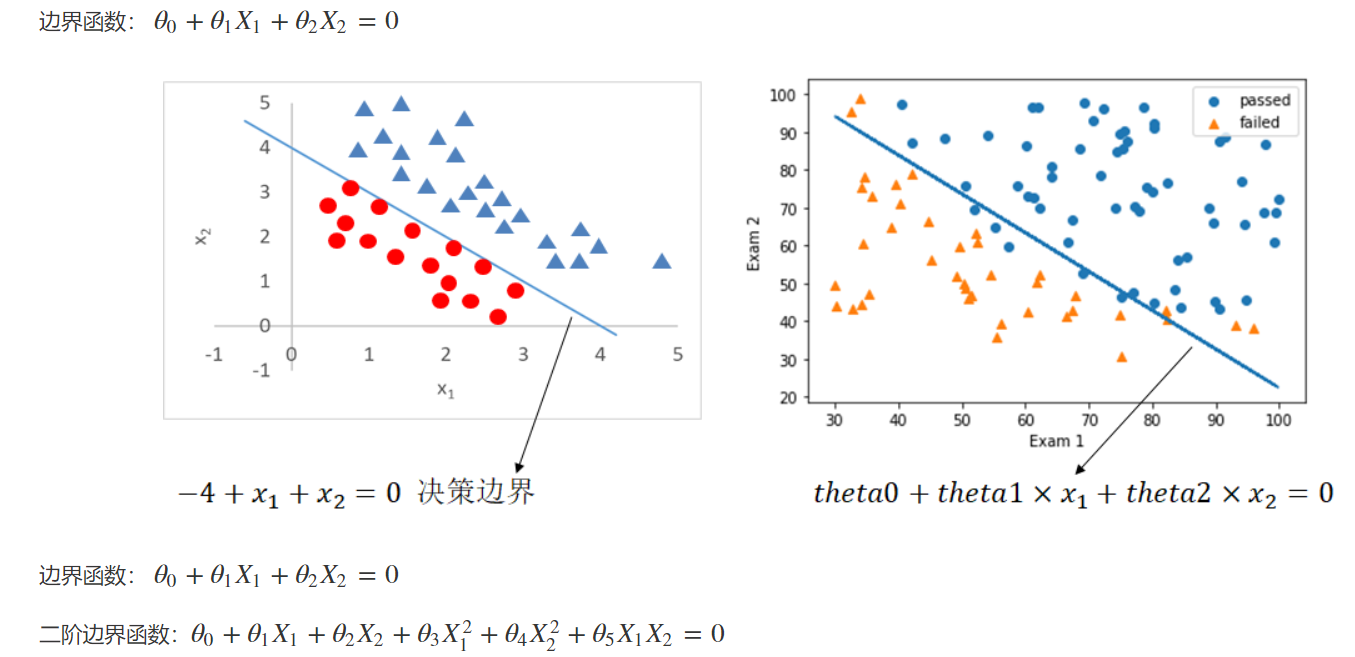 边界函数： θ₀ + θ₁X₁ + θ₂X₂ = 0
5
4
3
2
1
0
-1
x₂
-1 0 1 2 3 4 5
x₁
100
90
80
70
60
50
40
30
20
Exam 2
passed
failed
30 40 50 60 70 80 90 100
Exam 1
−4 + x₁ + x₂ = 0 决策边界
theta0 + theta1 × x₁ + theta2 × x₂ = 0
边界函数： θ₀ + θ₁X₁ + θ₂X₂ = 0
二阶边界函数：θ₀ + θ₁X₁ + θ₂X₂ + θ₃X₁² + θ₄X₂² + θ₅X₁X₂ = 0